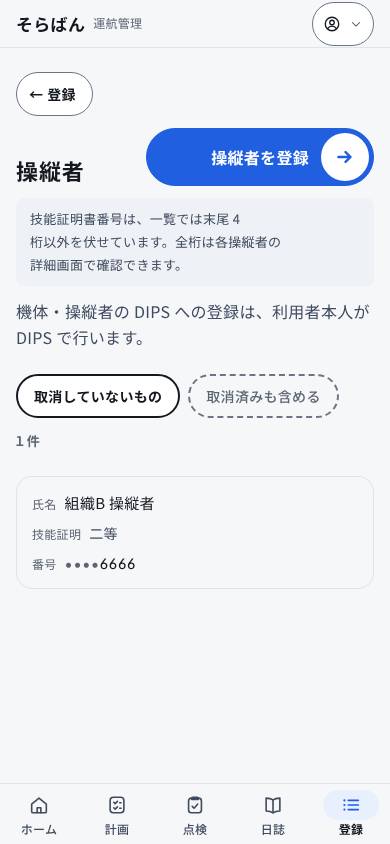 そらばん 運航管理
← 登録
操縦者を登録 →
操縦者
技能証明書番号は、一覧では末尾 4
桁以外を伏せています。全桁は各操縦者の
詳細画面で確認できます。
機体・操縦者の DIPS への登録は、利用者本人が
DIPS で行います。
取消していないもの 取消済みも含める
1 件
氏名 組織B 操縦者
技能証明 二等
番号 ••••6666
ホーム 計画 点検 日誌 登録